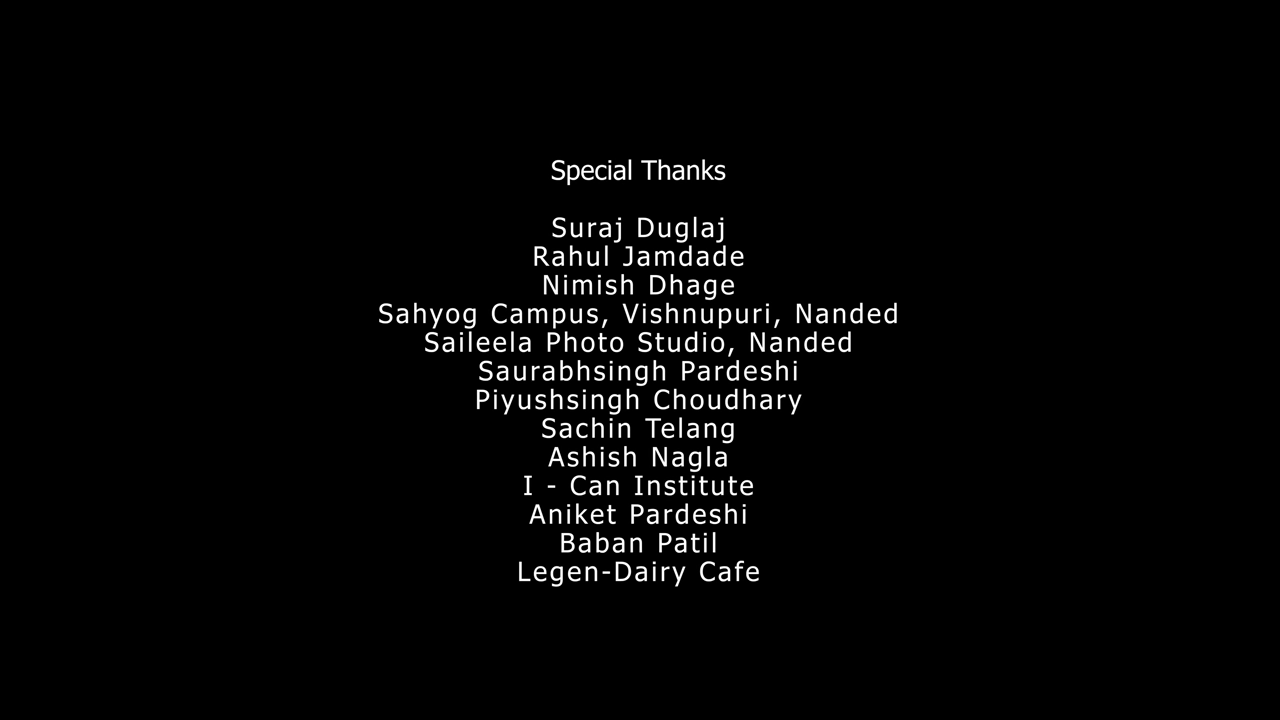 Special Thanks
Suraj Duglaj
Rahul Jamdade
Nimish Dhage
Sahyog Campus, Vishnupuri, Nanded
Saileela Photo Studio, Nanded
Saurabhsingh Pardeshi
Piyushsingh Choudhary
Sachin Telang
Ashish Nagla
I - Can Institute
Aniket Pardeshi
Baban Patil
Legen-Dairy Cafe